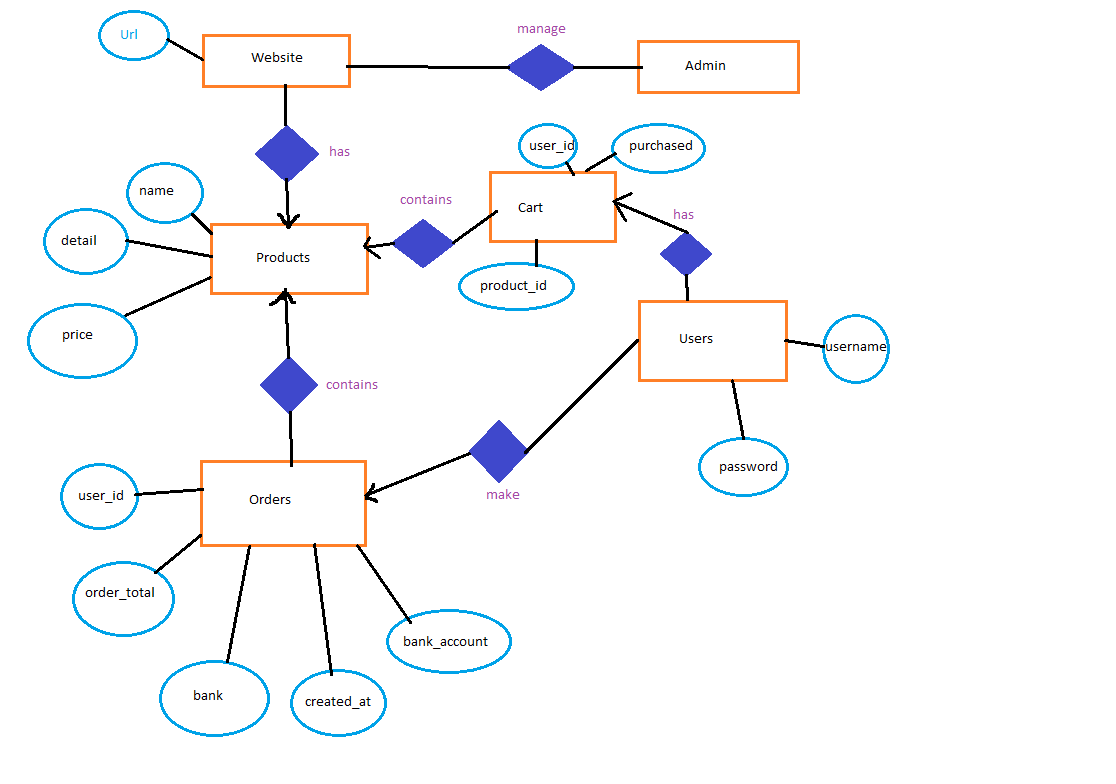 manage
Url
Website
Admin
has
user_id
purchased
name
contains
Cart
has
detail
Products
product_id
price
Users
username
contains
password
user_id
Orders
make
order_total
bank_account
bank
created_at